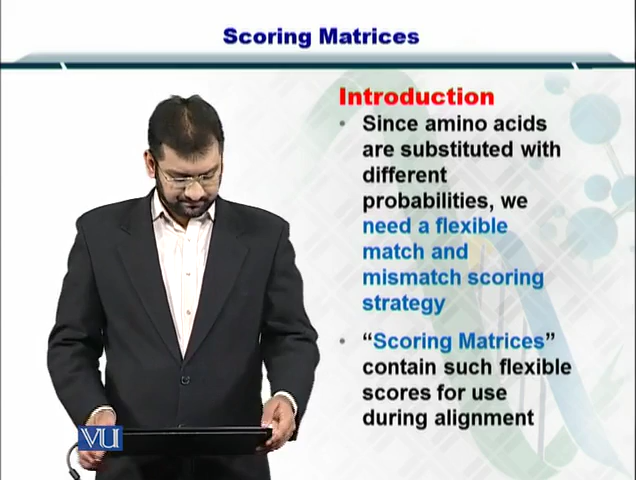 Scoring Matrices
Introduction
• Since amino acids
are substituted with
different
probabilities, we
need a flexible
match and
mismatch scoring
strategy
• “Scoring Matrices”
contain such flexible
scores for use
during alignment
VU